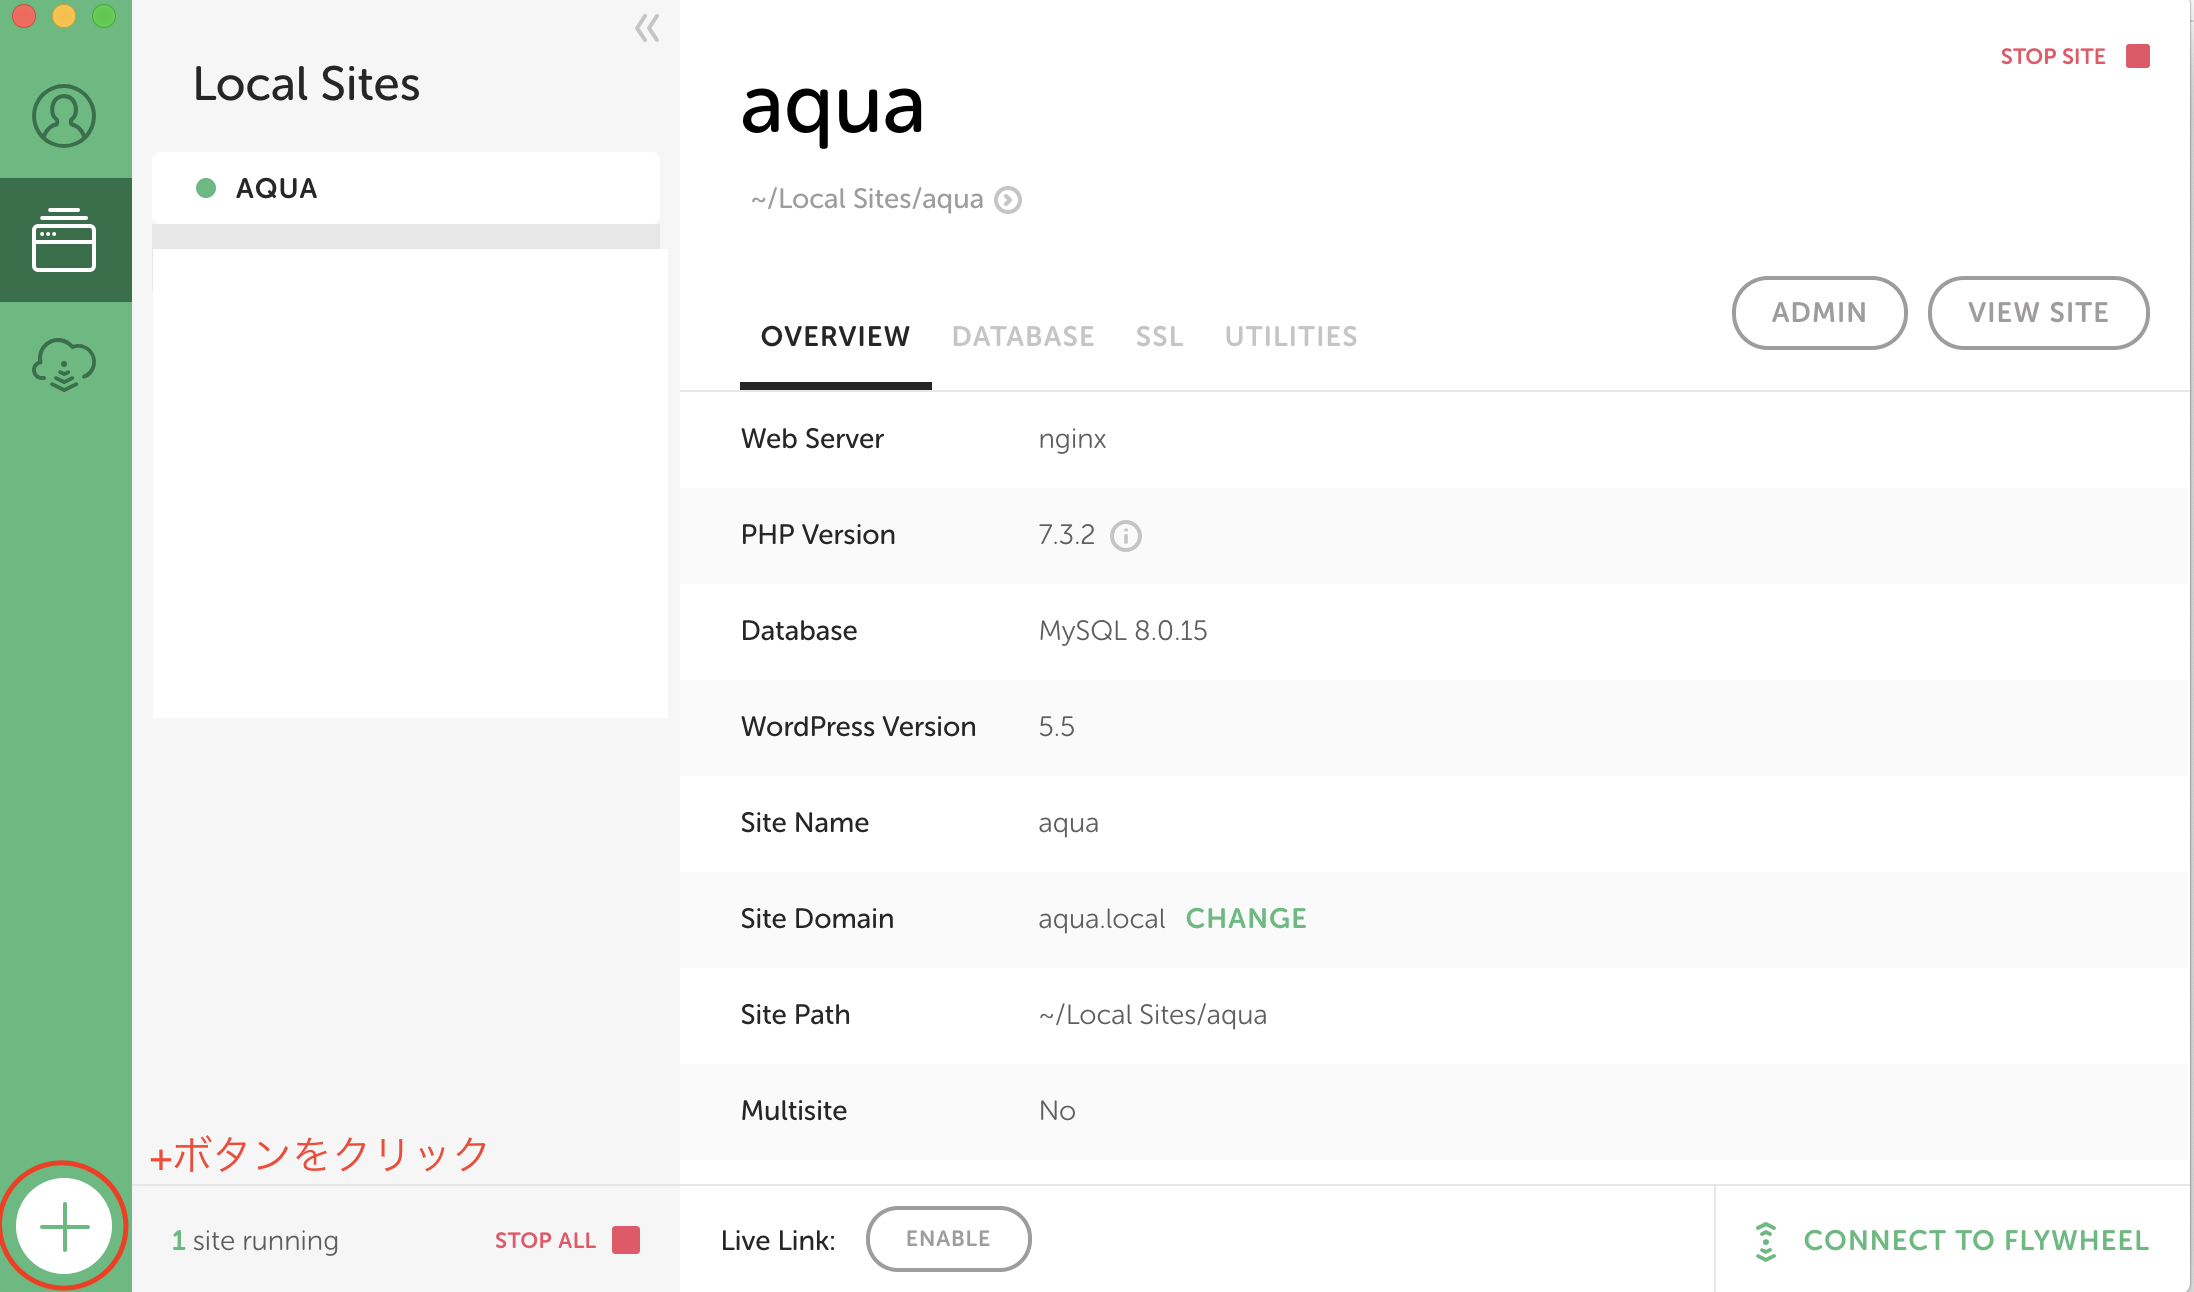 Local Sites
AQUA
+ボタンをクリック
1 site running
STOP ALL
STOP SITE
aqua
~/Local Sites/aqua
ADMIN
VIEW SITE
OVERVIEW DATABASE SSL UTILITIES
Web Server nginx
PHP Version 7.3.2
Database MySQL 8.0.15
WordPress Version 5.5
Site Name aqua
Site Domain aqua.local CHANGE
Site Path ~/Local Sites/aqua
Multisite No
Live Link: ENABLE
CONNECT TO FLYWHEEL